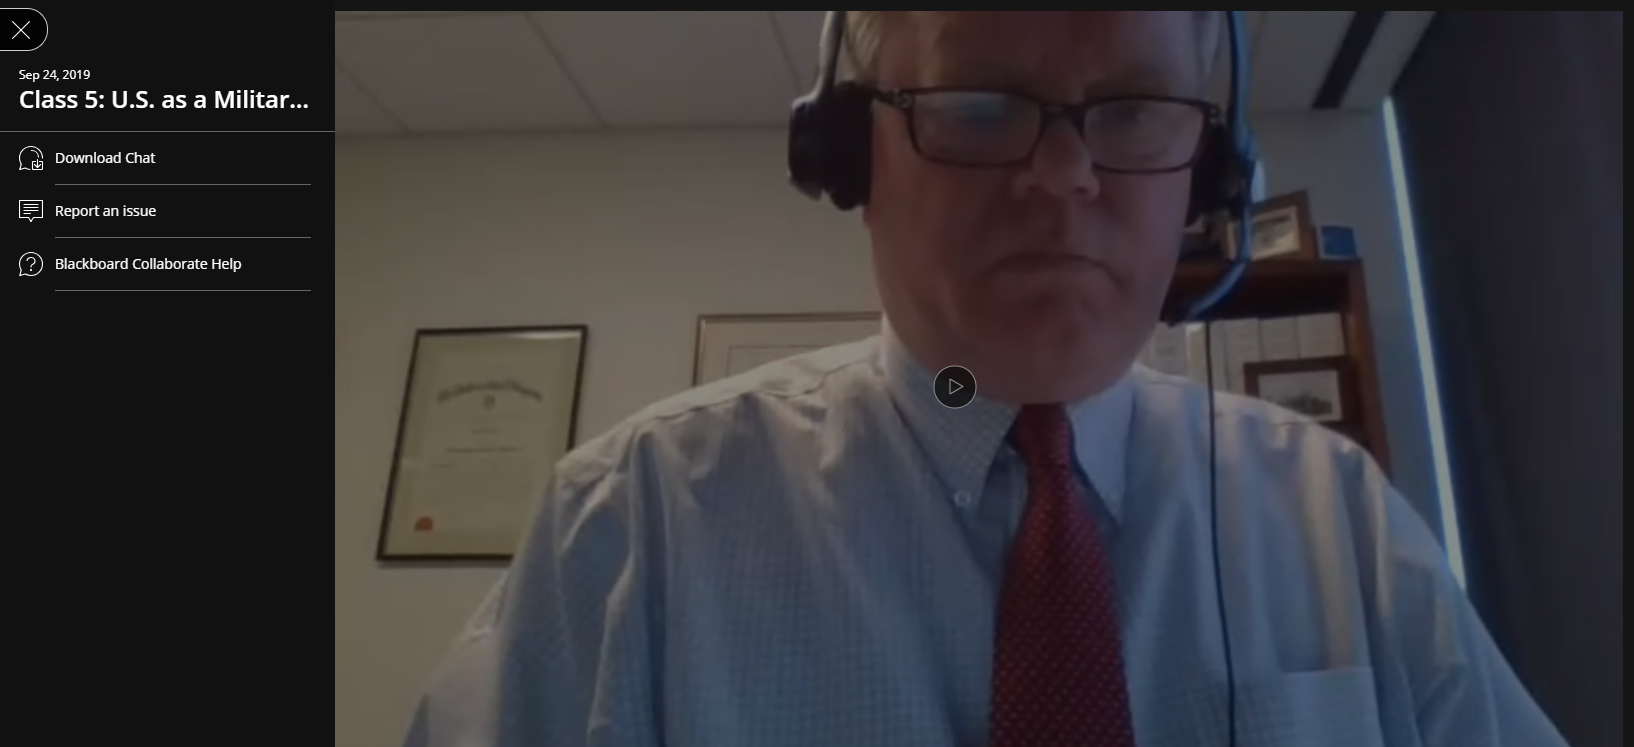 Sep 24, 2019
Class 5: U.S. as a Militar...
Download Chat
Report an issue
Blackboard Collaborate Help